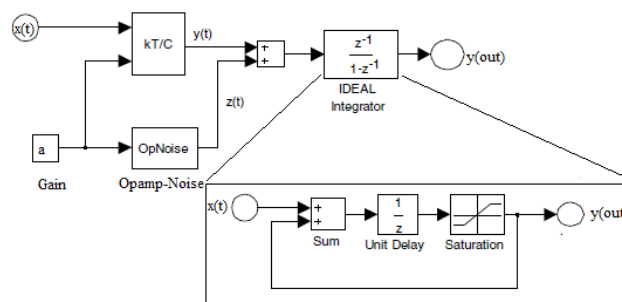 x(t)
kT/C
y(t)
+
+
z⁻¹
1-z⁻¹
y(out)
IDEAL
Integrator
z(t)
a
OpNoise
Gain
Opamp-Noise
x(t)
+
+
1
z
y(out
Sum
Unit Delay
Saturation